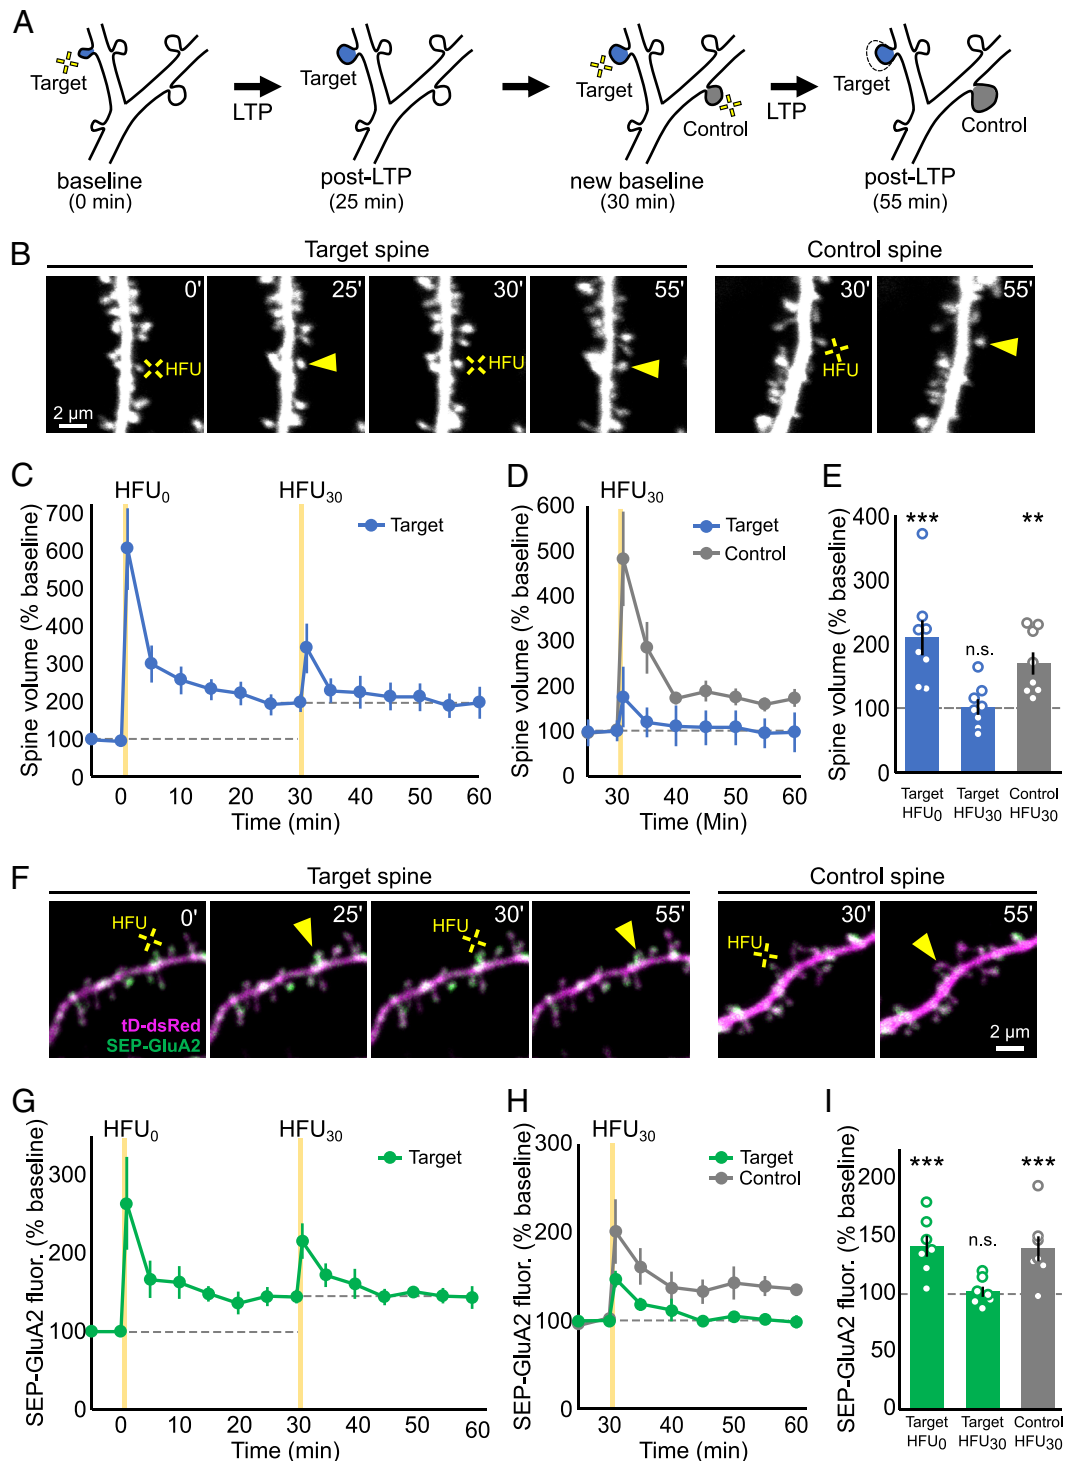 A
Target
LTP
Target
Target
Control
LTP
Target
Control
baseline
(0 min)
post-LTP
(25 min)
new baseline
(30 min)
post-LTP
(55 min)
B
Target spine
Control spine
0'
25'
30'
55'
30'
55'
HFU
HFU
HFU
2 µm
C
HFU0
HFU30
Target
Spine volume (% baseline)
700
600
500
400
300
200
100
0
0
10
20
30
40
50
60
Time (min)
D
HFU30
Target
Control
600
500
400
300
200
100
0
30
40
50
60
Time (Min)
E
Spine volume (% baseline)
400
300
200
100
0
***
n.s.
**
Target
HFU0
Target
HFU30
Control
HFU30
F
Target spine
Control spine
0'
25'
30'
55'
30'
55'
HFU
HFU
HFU
tD-dsRed
SEP-GluA2
2 µm
G
HFU0
HFU30
Target
SEP-GluA2 fluor. (% baseline)
300
200
100
0
0
10
20
30
40
50
60
Time (min)
H
HFU30
Target
Control
SEP-GluA2 fluor. (% baseline)
300
200
100
0
30
40
50
60
Time (min)
I
SEP-GluA2 fluor. (% baseline)
200
150
100
50
0
***
n.s.
***
Target
HFU0
Target
HFU30
Control
HFU30
Spine volume (% baseline)